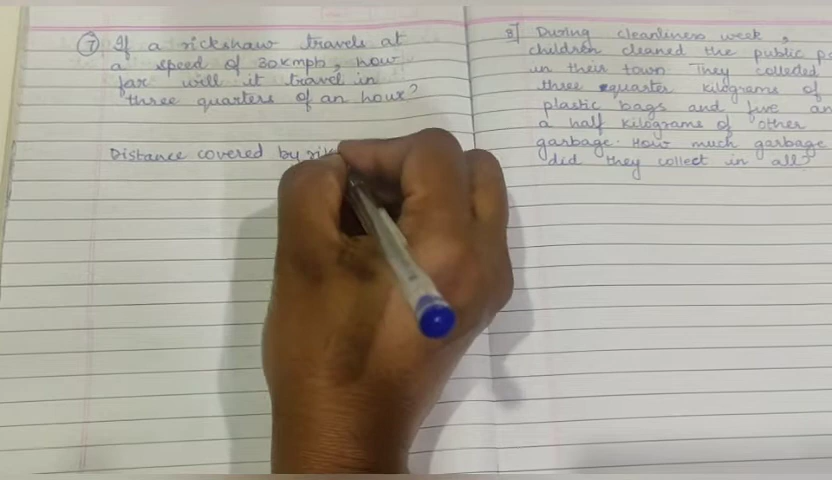 7 If a rickshaw travels at
a speed of 30kmph, how
far will it travel in
three quarters of an hour?
Distance covered by
8] During cleanliness week,
children cleaned the public
in their town They colleded
three quarter kilograms of
plastic bags and five
a half kilograms of other
garbage. How much garbage
did they collect in all?